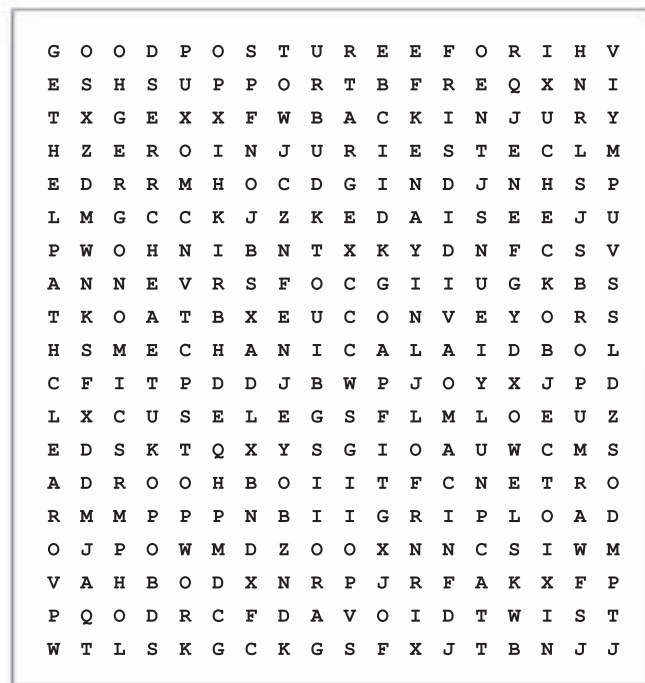 G O O D P O S T U R E E F O R I H V
E S H S U P P O R T B F R E Q X N I
T X G E X X F W B A C K I N J U R Y
H Z E R O I N J U R I E S T E C L M
E D R R M H O C D G I N D J N H S P
L M G C C K J Z K E D A I S E E J U
P W O H N I B N T X K Y D N F C S V
A N N E V R S F O C G I I U G K B S
T K O A T B X E U C O N V E Y O R S
H S M E C H A N I C A L A I D B O L
C F I T P D D J B W P J O Y X J P D
L X C U S E L E G S F L M L O E U Z
E D S K T Q X Y S G I O A U W C M S
A D R O O H B O I I T F C N E T R O
R M M P P P N B I I G R I P L O A D
O J P O W M D Z O O X N N C S I W M
V A H B O D X N R P J R F A K X F P
P Q O D R C F D A V O I D T W I S T
W T L S K G C K G S F X J T B N J J